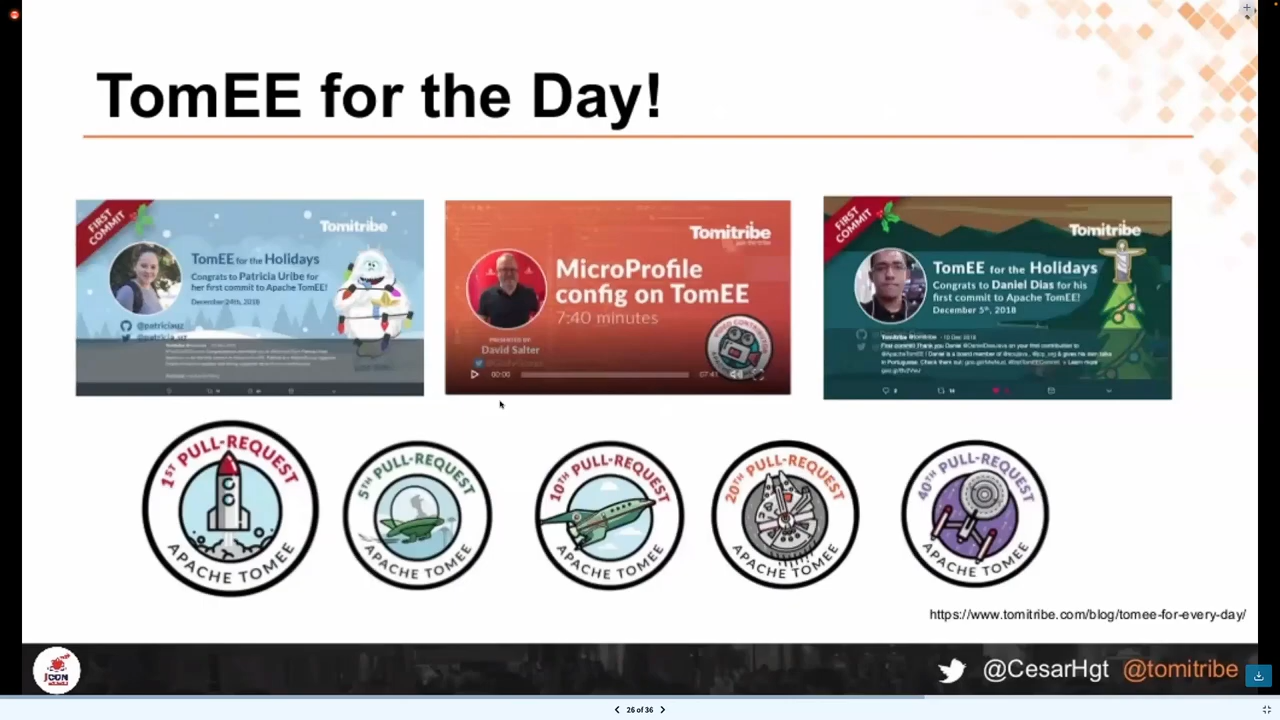 TomEE for the Day!
FIRST
COMMIT
Tomitribe
TomEE for the Holidays
Congrats to Patricia Uribe for
her first commit to Apache TomEE!
December 24th, 2018
Tomitribe
MicroProfile
config on TomEE
7:40 minutes
PRESENTED BY
David Salter
00:00
FIRST
COMMIT
Tomitribe
TomEE for the Holidays
Congrats to Daniel Dias for his
first commit to Apache TomEE!
December 5th, 2018
1ST PULL-REQUEST
APACHE TOMEE
5TH PULL-REQUEST
APACHE TOMEE
10TH PULL-REQUEST
APACHE TOMEE
20TH PULL-REQUEST
APACHE TOMEE
40TH PULL-REQUEST
APACHE TOMEE
https://www.tomitribe.com/blog/tomee-for-every-day/
JCON
@CesarHgt @tomitribe
26 of 36